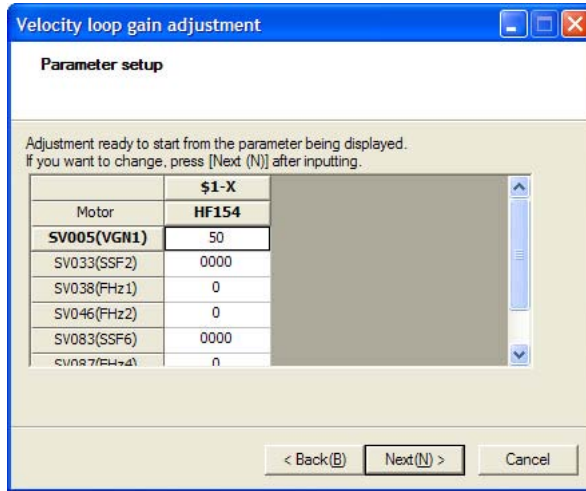 Velocity loop gain adjustment
Parameter setup
Adjustment ready to start from the parameter being displayed.
If you want to change, press [Next (N)] after inputting.
$1-X
Motor HF154
SV005(VGN1) 50
SV033(SSF2) 0000
SV038(FHz1) 0
SV046(FHz2) 0
SV083(SSF6) 0000
SV087(FHz4) 0
< Back(B) Next(N) > Cancel